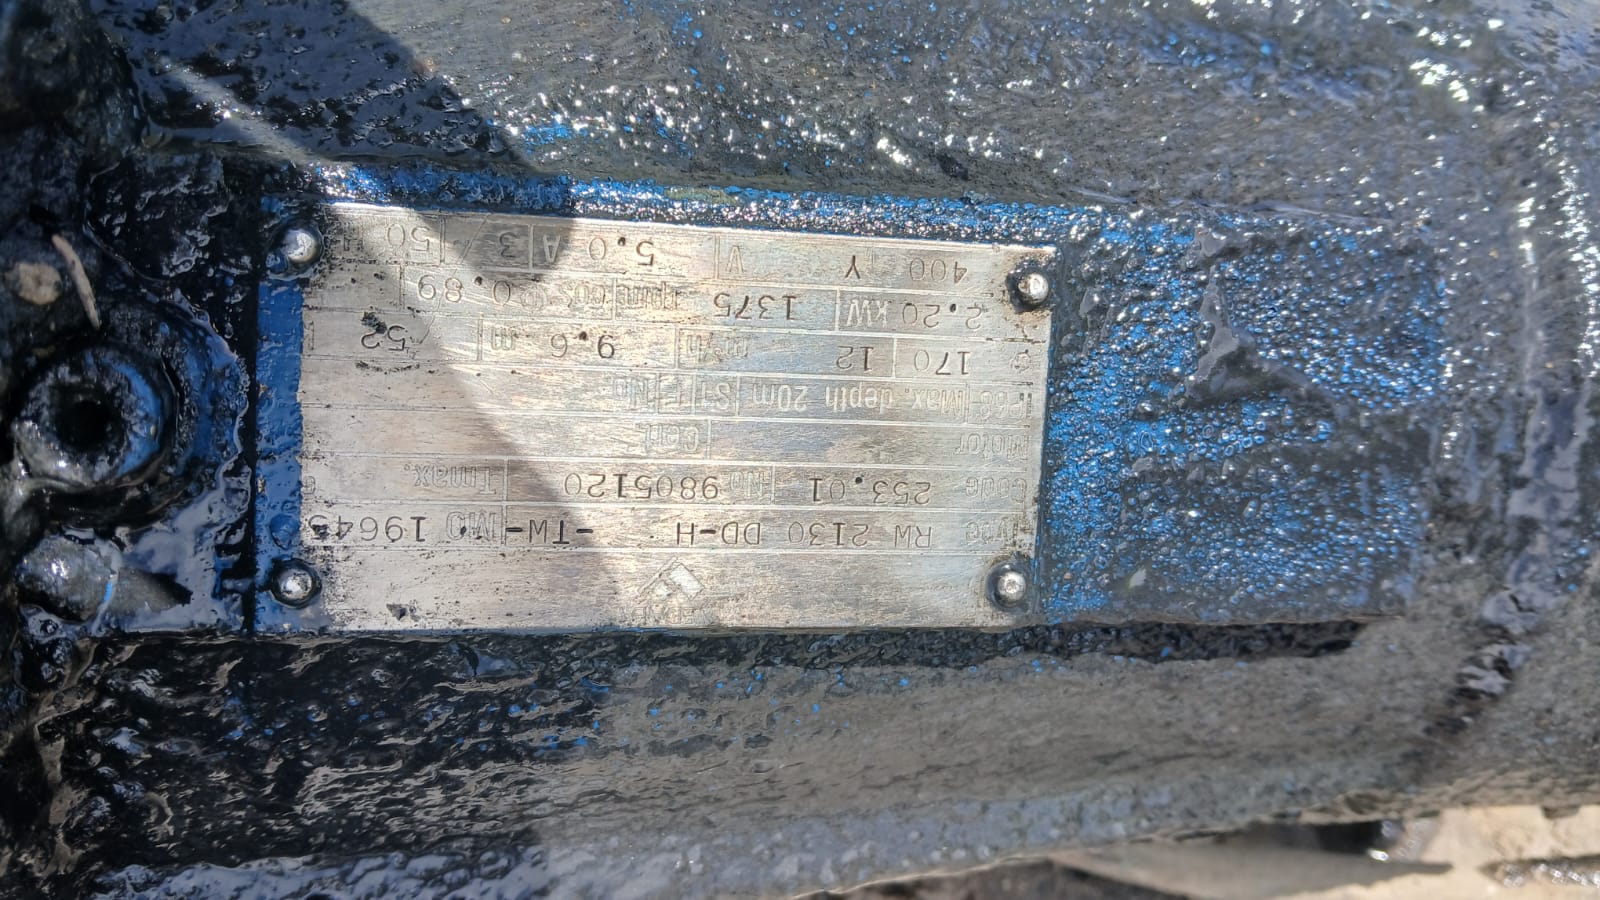 Type RW 2130 DD-H -TW- MO 19645
Code 253.01 No 9805120 Tmax. C
Motor Cert.
IP68 Max. depth 20m S1 F No.
⌀ 170 12 m³/h 9.6 m 52
2.20 kW 1375 rpm cos φ 0.89
400 Y V 5.0 A 3 / 50 H